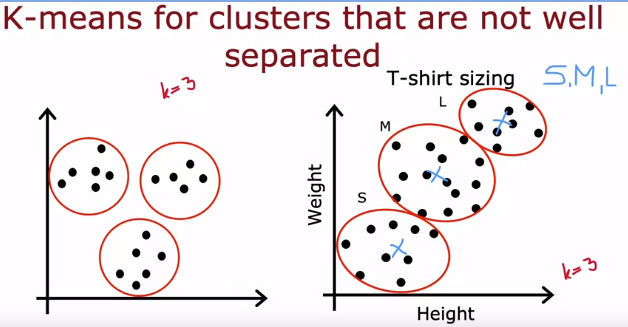 K-means for clusters that are not well
separated
k=3
T-shirt sizing
S,M,L
L
M
S
Weight
Height
k=3